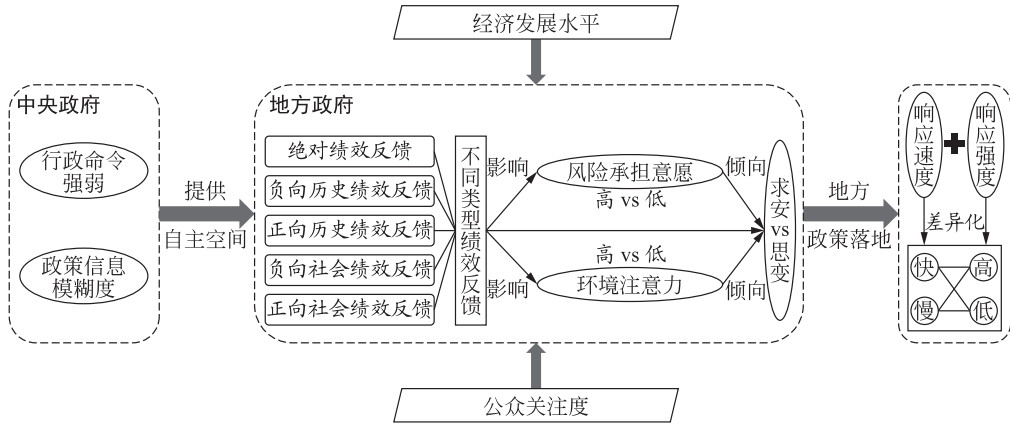 经济发展水平
中央政府
行政命令
强弱
政策信息
模糊度
提供
自主空间
地方政府
绝对绩效反馈
负向历史绩效反馈
正向历史绩效反馈
负向社会绩效反馈
正向社会绩效反馈
不同类型绩效反馈
影响
风险承担意愿
高 vs 低
倾向
高 vs 低
影响
环境注意力
倾向
求安vs思变
地方
政策落地
响应速度
+
响应强度
差异化
快
高
慢
低
公众关注度